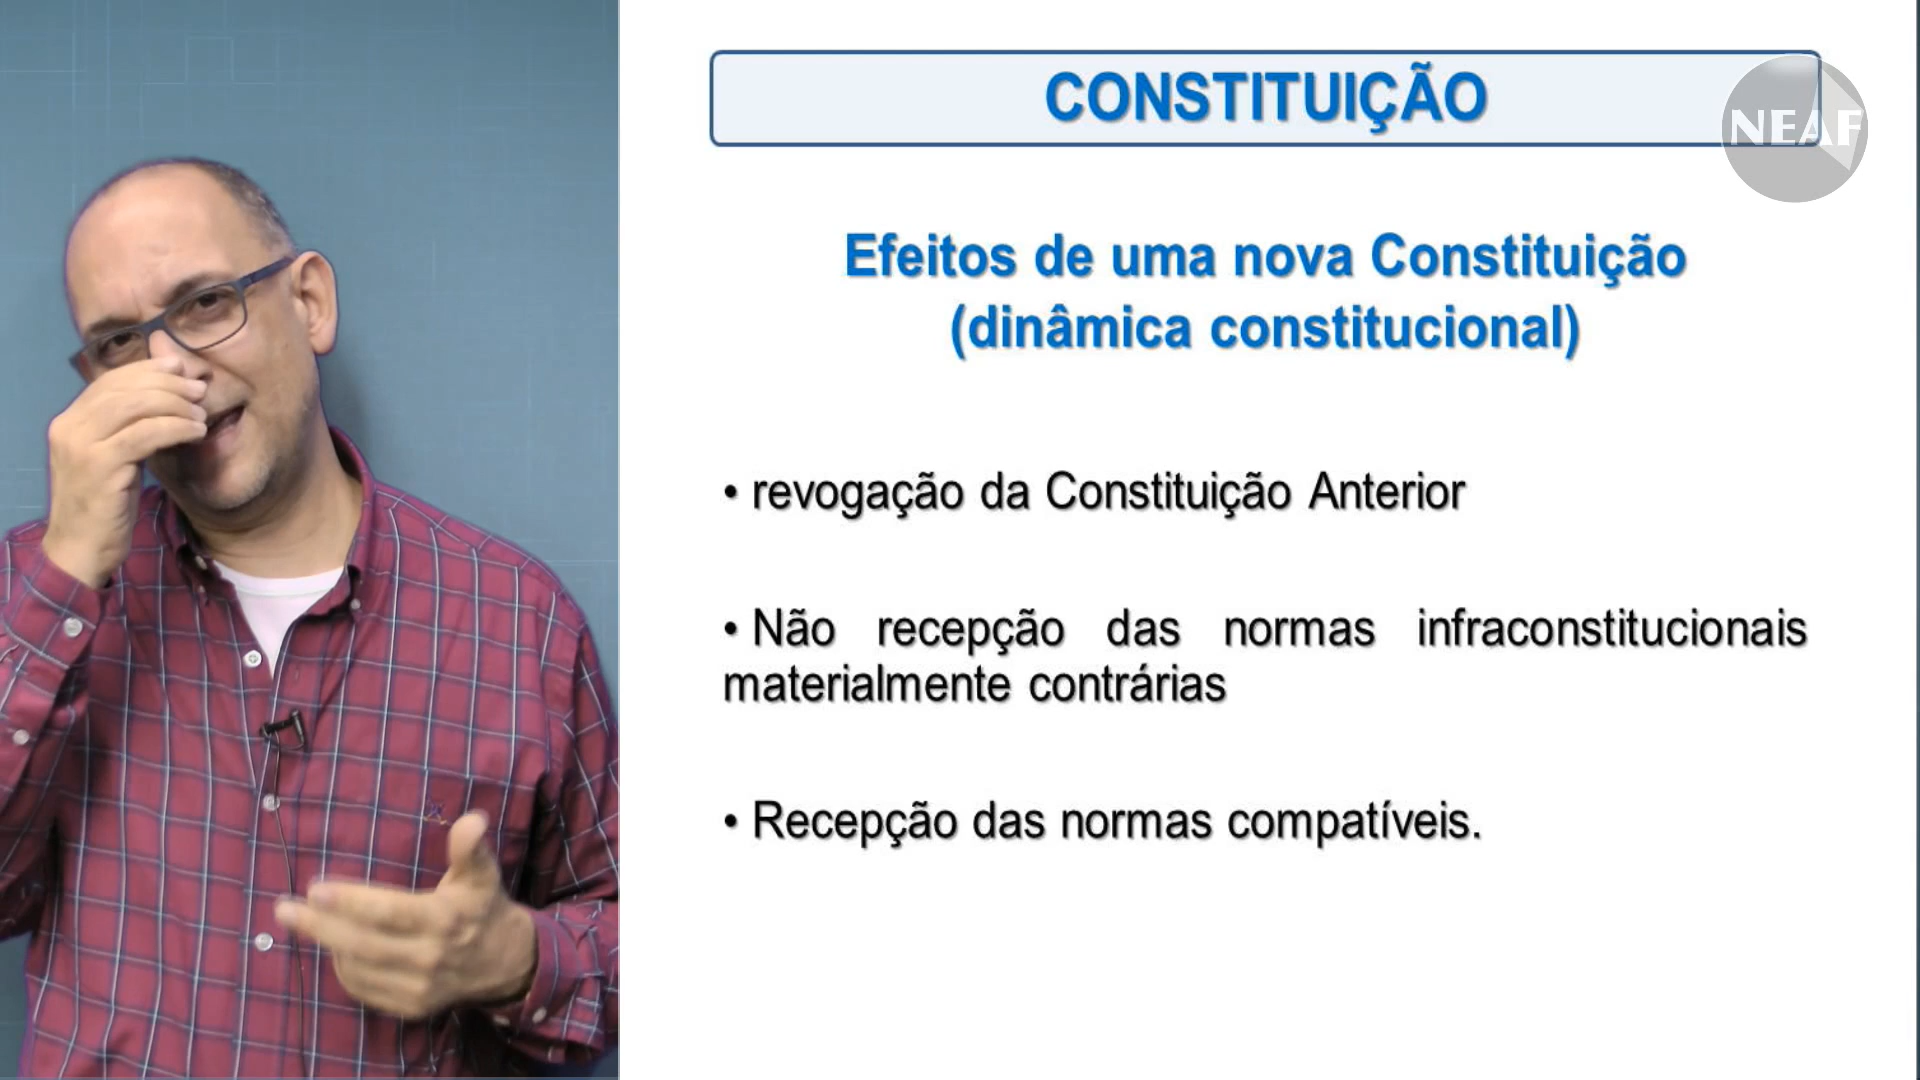 CONSTITUIÇÃO
NEAF
Efeitos de uma nova Constituição
(dinâmica constitucional)
• revogação da Constituição Anterior
• Não recepção das normas infraconstitucionais
materialmente contrárias
• Recepção das normas compatíveis.